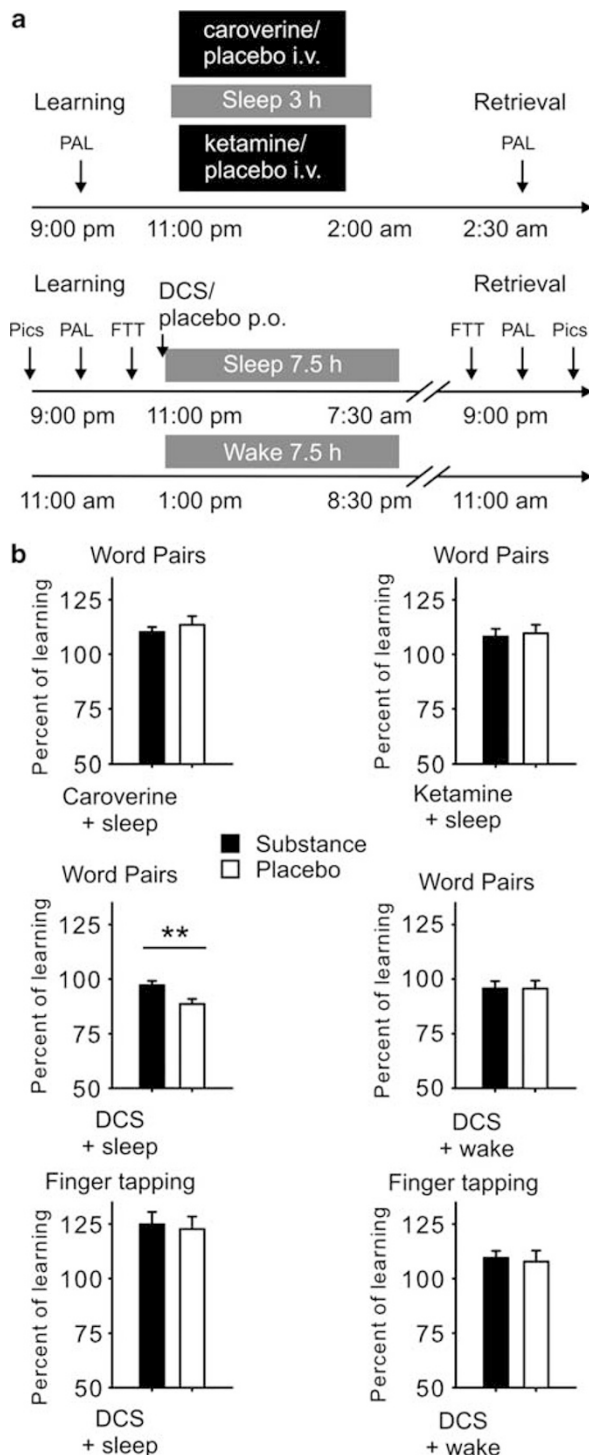 a
caroverine/
placebo i.v.
Learning
Sleep 3 h
Retrieval
PAL
ketamine/
placebo i.v.
PAL
9:00 pm 11:00 pm 2:00 am 2:30 am
Learning
DCS/
placebo p.o.
Retrieval
Pics PAL FTT
FTT PAL Pics
Sleep 7.5 h
9:00 pm 11:00 pm 7:30 am 9:00 pm
Wake 7.5 h
11:00 am 1:00 pm 8:30 pm 11:00 am
b
Word Pairs
Percent of learning
125
100
75
50
Caroverine
+ sleep
Word Pairs
Percent of learning
125
100
75
50
Ketamine
+ sleep
Substance
Placebo
Word Pairs
Percent of learning
125
100
75
50
**
DCS
+ sleep
Word Pairs
Percent of learning
125
100
75
50
DCS
+ wake
Finger tapping
Percent of learning
125
100
75
50
DCS
+ sleep
Finger tapping
Percent of learning
125
100
75
50
DCS
+ wake